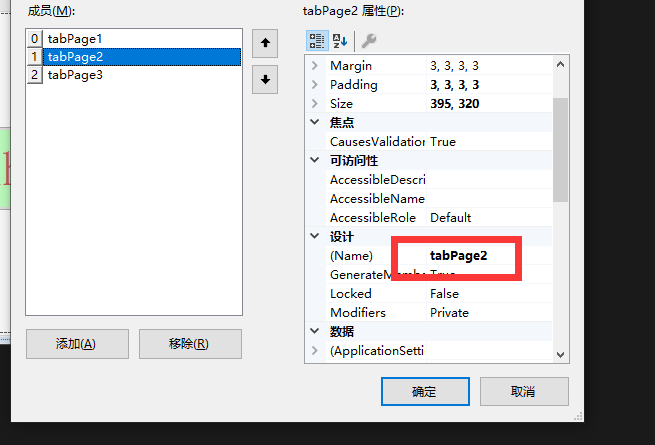 成员(M):
0 tabPage1
1 tabPage2
2 tabPage3
添加(A)
移除(R)
tabPage2 属性(P):
Margin 3, 3, 3, 3
Padding 3, 3, 3, 3
Size 395, 320
焦点
CausesValidation True
可访问性
AccessibleDescri
AccessibleName
AccessibleRole Default
设计
(Name) tabPage2
GenerateMemb True
Locked False
Modifiers Private
数据
(ApplicationSetti
确定
取消